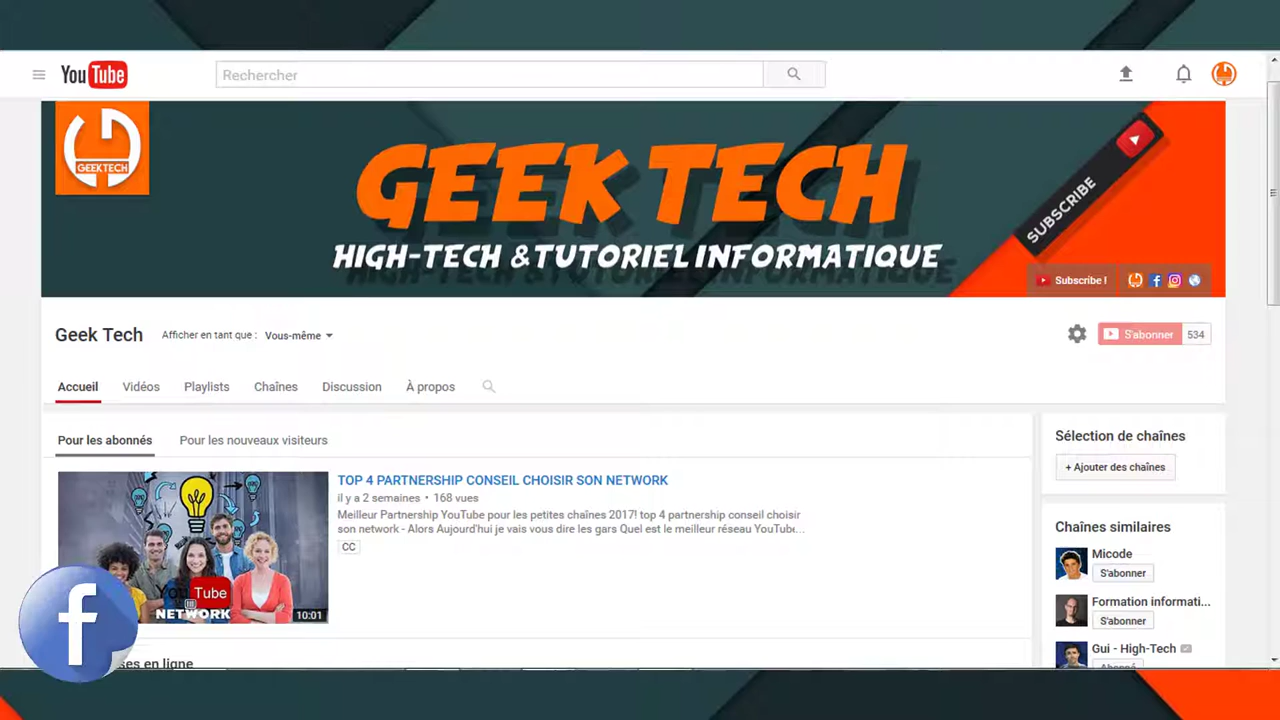 YouTube
Rechercher
GEEKTECH
GEEK TECH
HIGH-TECH & TUTORIEL INFORMATIQUE
SUBSCRIBE
Subscribe !
Geek Tech
Afficher en tant que :
Vous-même
S'abonner
534
Accueil
Vidéos
Playlists
Chaînes
Discussion
À propos
Pour les abonnés
Pour les nouveaux visiteurs
TOP 4 PARTNERSHIP CONSEIL CHOISIR SON NETWORK
il y a 2 semaines • 168 vues
Meilleur Partnership YouTube pour les petites chaînes 2017! top 4 partnership conseil choisir
son network - Alors Aujourd'hui je vais vous dire les gars Quel est le meilleur réseau YouTube...
CC
YouTube
NETWORK
10:01
f
ses en ligne
Sélection de chaînes
+ Ajouter des chaînes
Chaînes similaires
Micode
S'abonner
Formation informati...
S'abonner
Gui - High-Tech
Abonné